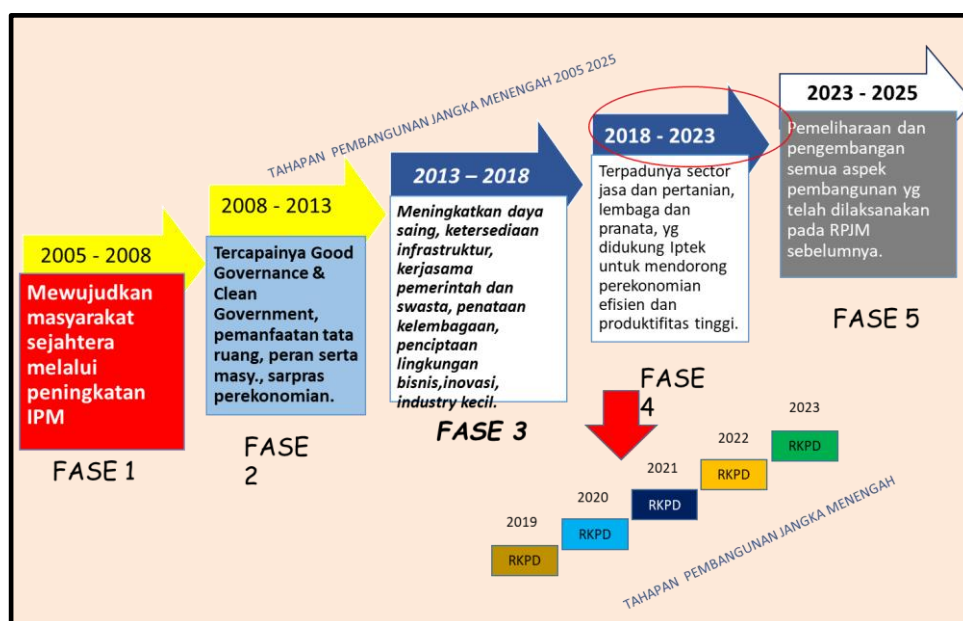 TAHAPAN PEMBANGUNAN JANGKA MENENGAH 2005 2025
2005 - 2008
Mewujudkan
masyarakat
sejahtera
melalui
peningkatan
IPM
FASE 1
2008 - 2013
Tercapainya Good
Governance &
Clean
Government,
pemanfaatan tata
ruang, peran serta
masy., sarpras
perekonomian.
FASE
2
2013 – 2018
Meningkatkan daya
saing, ketersediaan
infrastruktur,
kerjasama
pemerintah dan
swasta, penataan
kelembagaan,
penciptaan
lingkungan
bisnis,inovasi,
industry kecil.
FASE 3
2018 - 2023
Terpadunya sector
jasa dan pertanian,
lembaga dan
pranata, yg
didukung Iptek
untuk mendorong
perekonomian
efisien dan
produktifitas tinggi.
FASE
4
2023 - 2025
Pemeliharaan dan
pengembangan
semua aspek
pembangunan yg
telah dilaksanakan
pada RPJM
sebelumnya.
FASE 5
2019
RKPD
2020
RKPD
2021
RKPD
2022
RKPD
2023
RKPD
TAHAPAN PEMBANGUNAN JANGKA MENENGAH